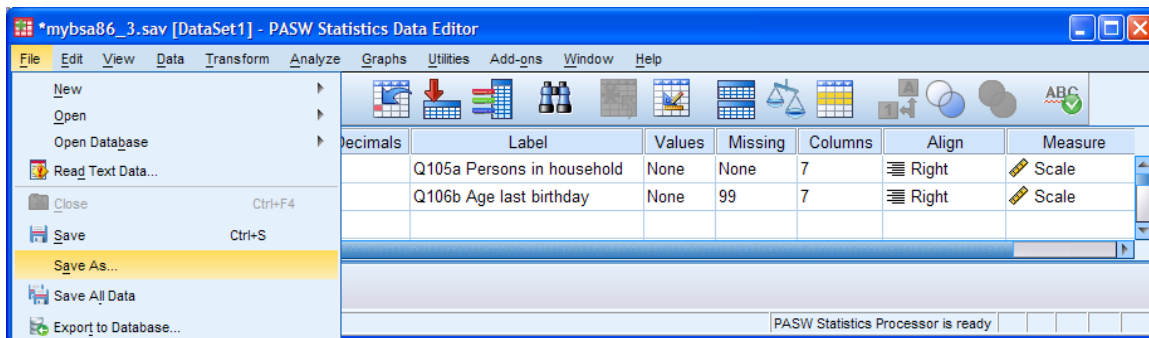 *mybsa86_3.sav [DataSet1] - PASW Statistics Data Editor
File Edit View Data Transform Analyze Graphs Utilities Add-ons Window Help
New
Open
Open Database
Read Text Data...
Close Ctrl+F4
Save Ctrl+S
Save As...
Save All Data
Export to Database...
A
1
ABC
Decimals Label Values Missing Columns Align Measure
Q105a Persons in household None None 7 Right Scale
Q106b Age last birthday None 99 7 Right Scale
PASW Statistics Processor is ready